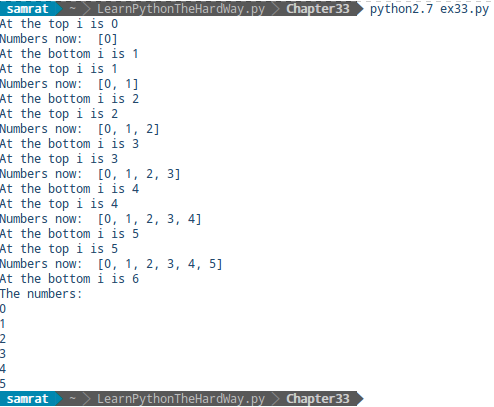 samrat ~ LearnPythonTheHardWay.py Chapter33 python2.7 ex33.py
At the top i is 0
Numbers now:  [0]
At the bottom i is 1
At the top i is 1
Numbers now:  [0, 1]
At the bottom i is 2
At the top i is 2
Numbers now:  [0, 1, 2]
At the bottom i is 3
At the top i is 3
Numbers now:  [0, 1, 2, 3]
At the bottom i is 4
At the top i is 4
Numbers now:  [0, 1, 2, 3, 4]
At the bottom i is 5
At the top i is 5
Numbers now:  [0, 1, 2, 3, 4, 5]
At the bottom i is 6
The numbers:
0
1
2
3
4
5
samrat ~ LearnPythonTheHardWay.py Chapter33